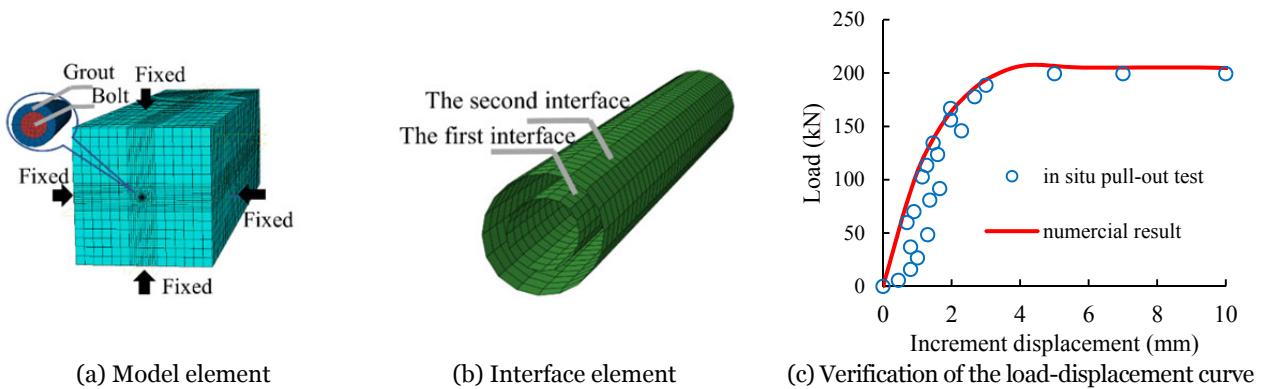 Grout
Bolt
Fixed
Fixed
Fixed
Fixed
(a) Model element
The second interface
The first interface
(b) Interface element
250
200
150
100
50
0
Load (kN)
in situ pull-out test
numercial result
0 2 4 6 8 10
Increment displacement (mm)
(c) Verification of the load-displacement curve